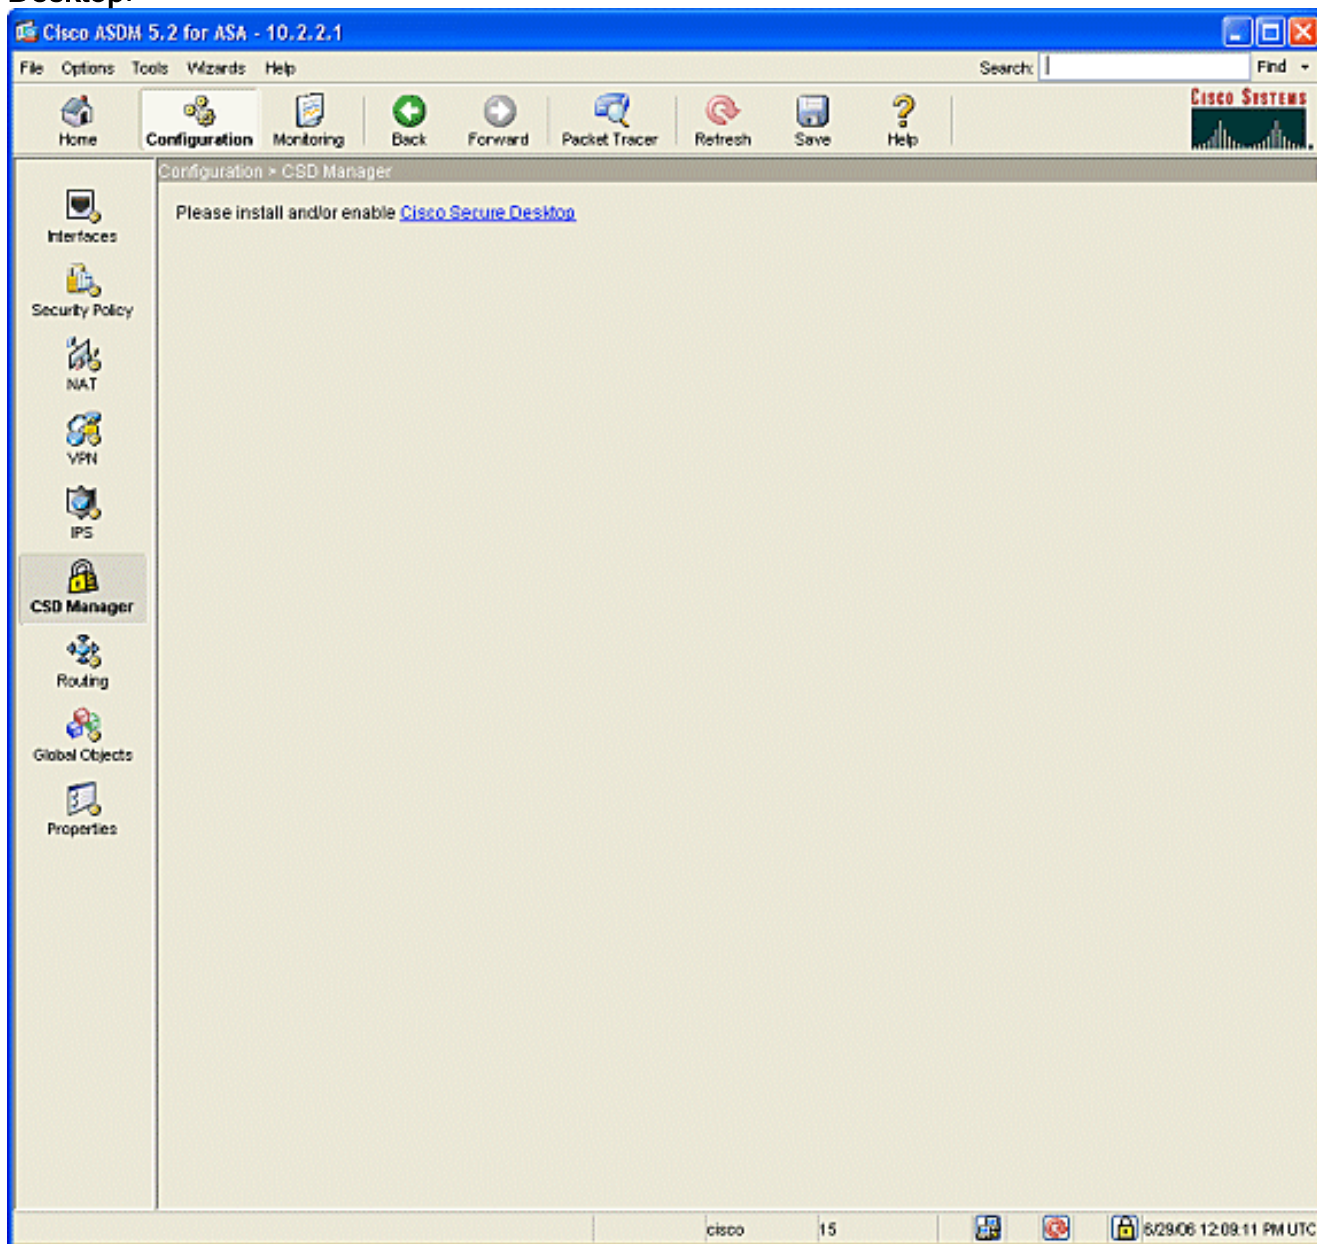 Desktop.
Cisco ASDM 5.2 for ASA - 10.2.2.1
File Options Tools Wizards Help Search: Find
Home Configuration Monitoring Back Forward Packet Tracer Refresh Save Help
CISCO SYSTEMS
Configuration > CSD Manager
Please install and/or enable Cisco Secure Desktop
Interfaces
Security Policy
NAT
VPN
IPS
CSD Manager
Routing
Global Objects
Properties
cisco 15 6/29/06 12:09:11 PM UTC